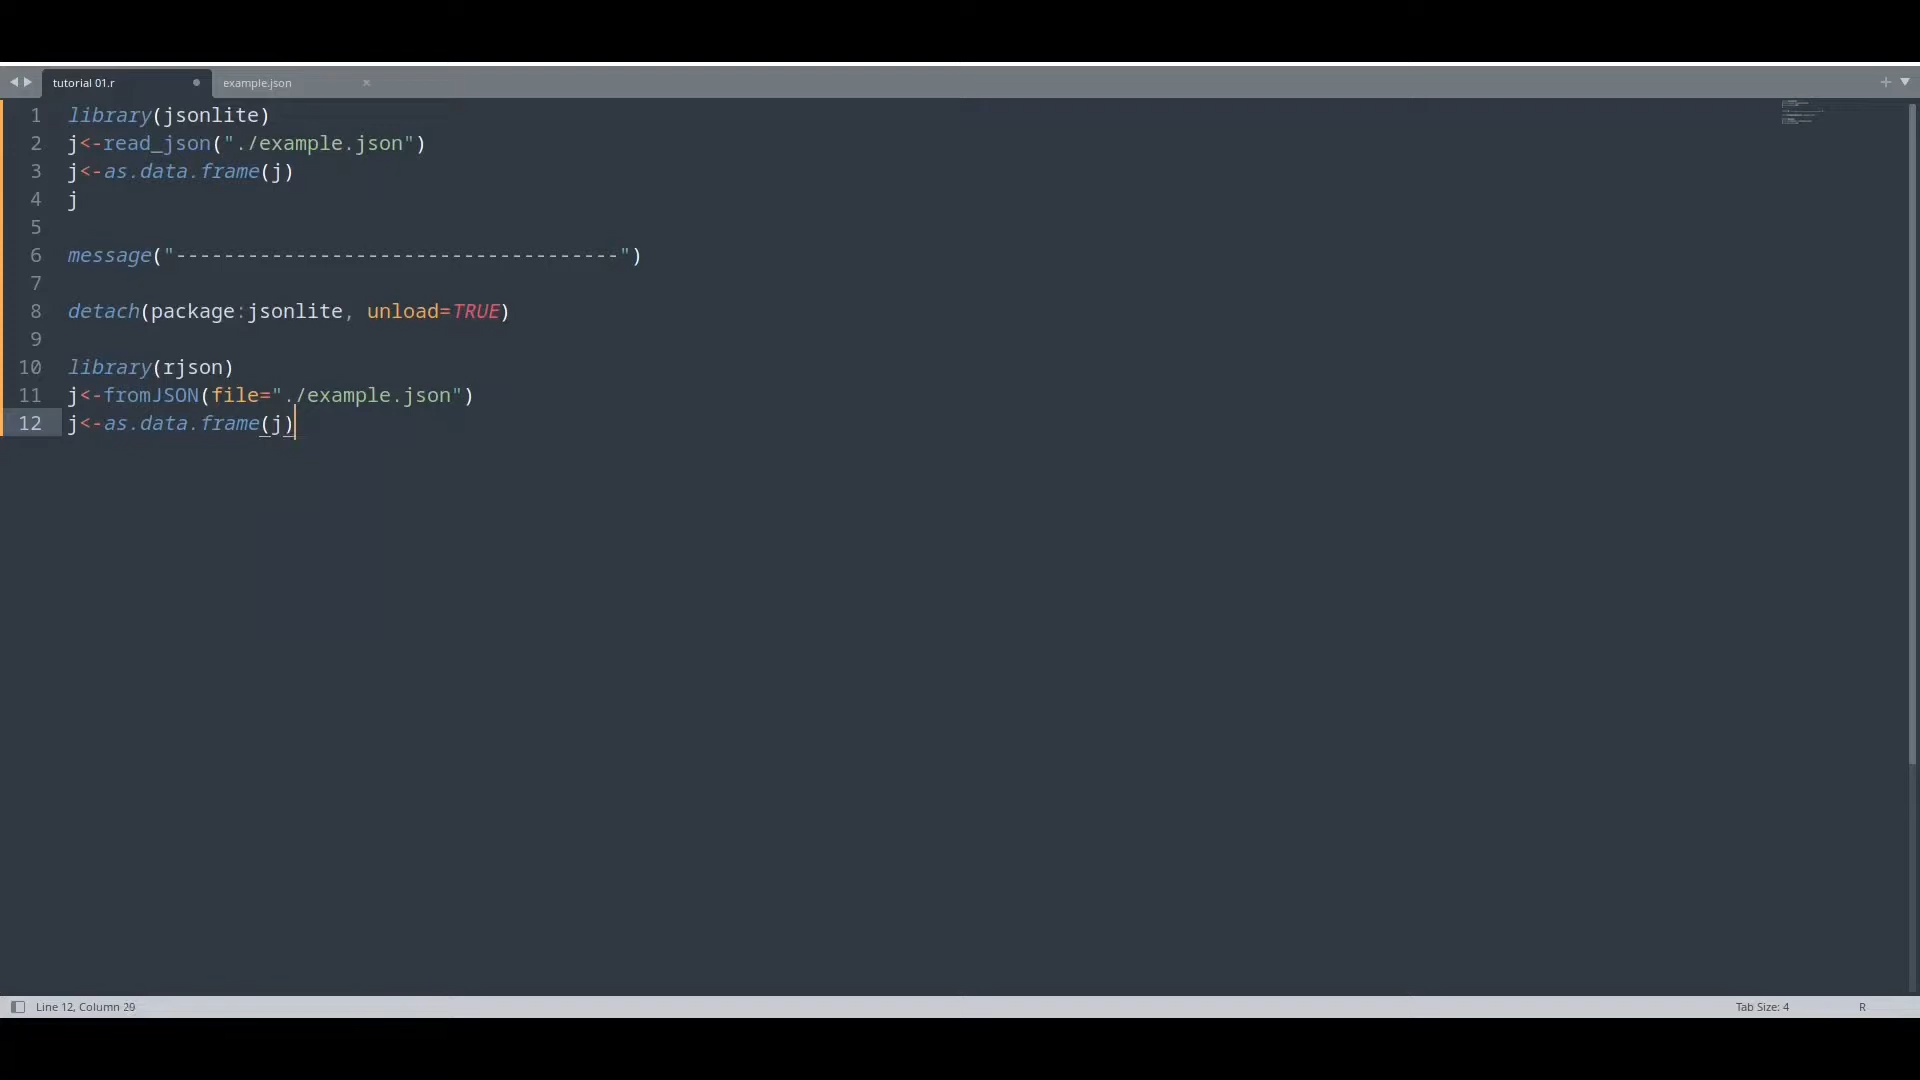 tutorial 01.r
example.json
1 library(jsonlite)
2 j<-read_json("./example.json")
3 j<-as.data.frame(j)
4 j
5
6 message("-------------------------------------")
7
8 detach(package:jsonlite, unload=TRUE)
9
10 library(rjson)
11 j<-fromJSON(file="./example.json")
12 j<-as.data.frame(j)
Line 12, Column 20
Tab Size: 4
R